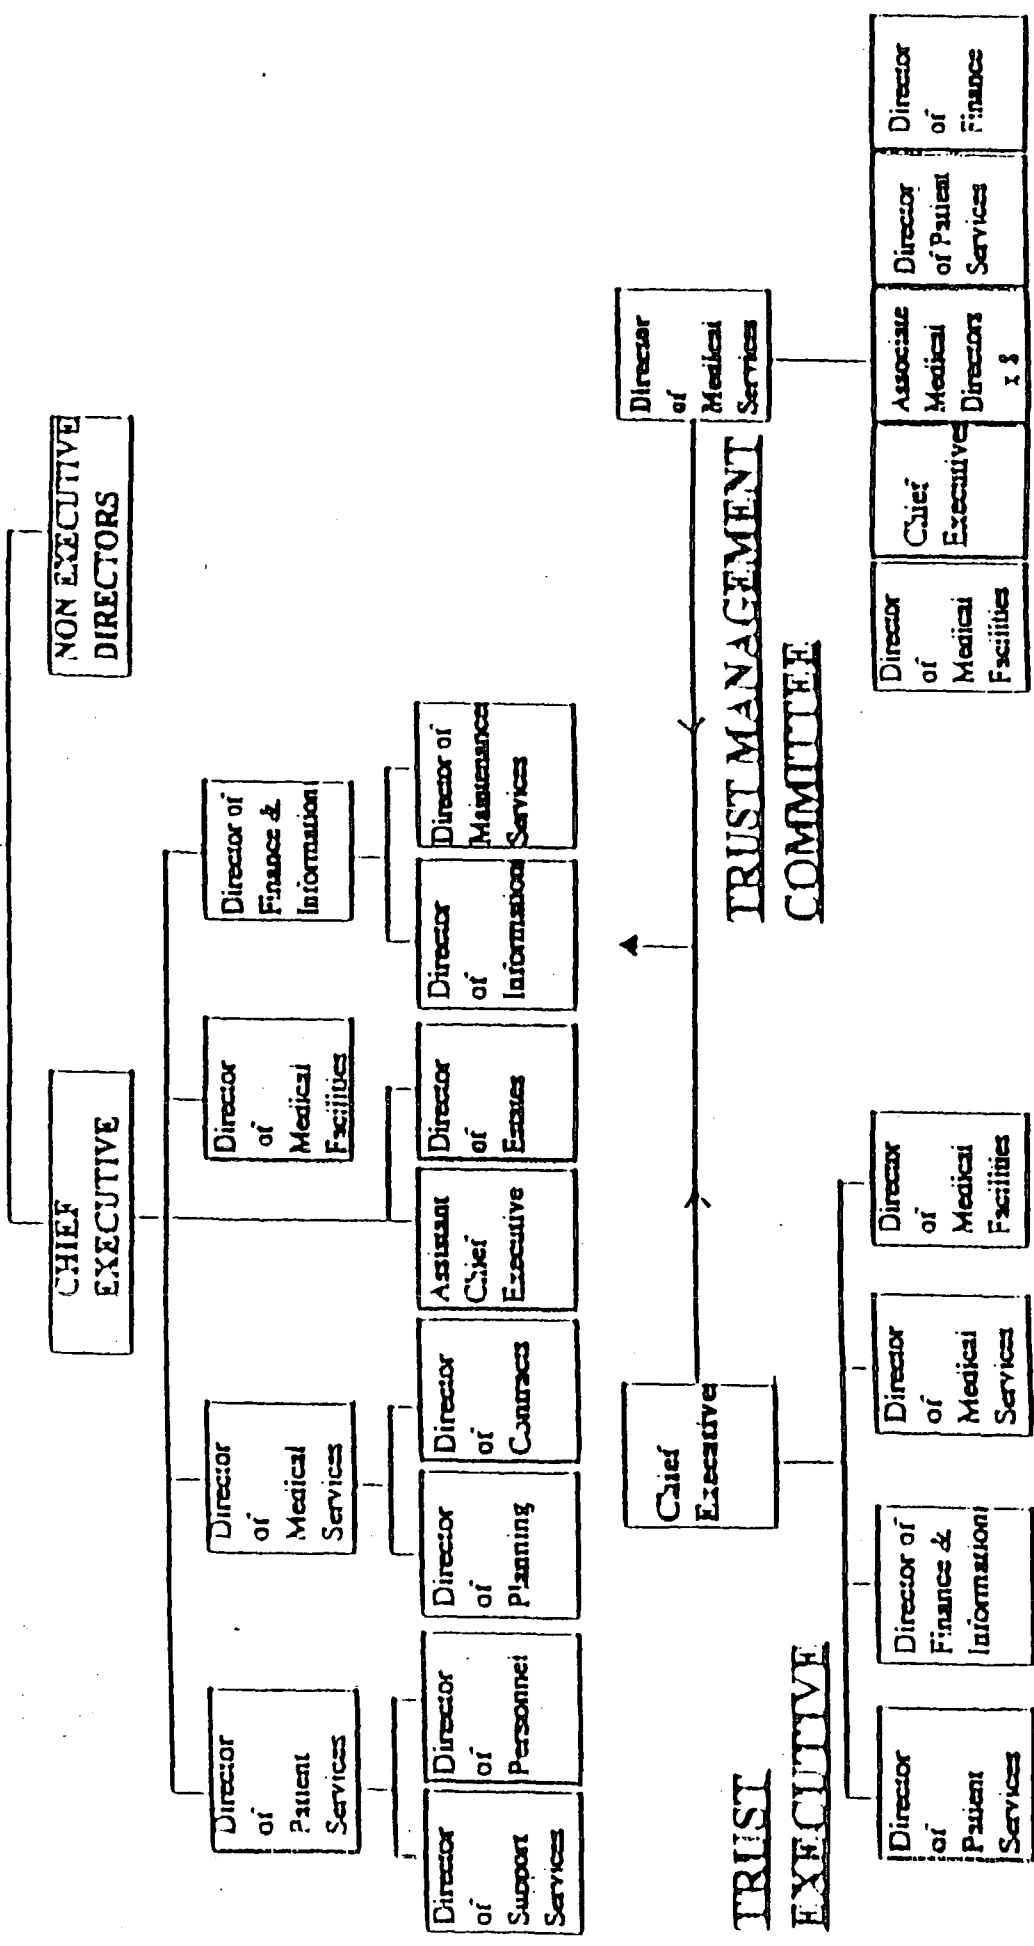 NON EXECUTIVE
DIRECTORS
CHIEF
EXECUTIVE
Director
of
Patient
Services
Director
of
Medical
Services
Director
of
Medical
Facilities
Director of
Finance &
Information
Director
of
Support
Services
Director
of
Personnel
Director
of
Planning
Director
of
Contracts
Assistant
Chief
Executive
Director
of
Estates
Director
of
Information
Director of
Maintenance
Services
TRUST
EXECUTIVE
Chief
Executive
Director
of
Patient
Services
Director of
Finance &
Information
Director
of
Medical
Services
Director
of
Medical
Facilities
TRUST MANAGEMENT
COMMITTEE
Director
of
Medical
Services
Director
of
Medical
Facilities
Chief
Executive
Associate
Medical
Directors
x 8
Director
of Patient
Services
Director
of
Finance